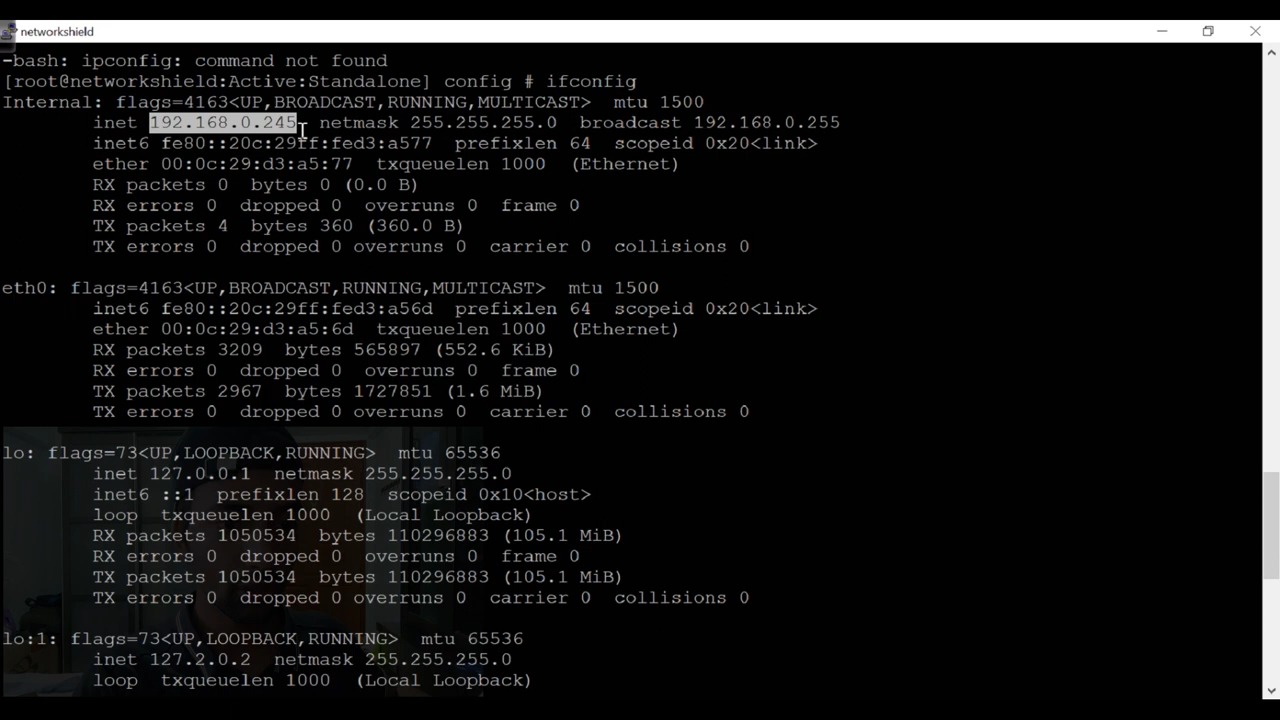 networkshield
-bash: ipconfig: command not found
[root@networkshield:Active:Standalone] config # ifconfig
Internal: flags=4163<UP,BROADCAST,RUNNING,MULTICAST>  mtu 1500
        inet 192.168.0.245  netmask 255.255.255.0  broadcast 192.168.0.255
        inet6 fe80::20c:29ff:fed3:a577  prefixlen 64  scopeid 0x20<link>
        ether 00:0c:29:d3:a5:77  txqueuelen 1000  (Ethernet)
        RX packets 0  bytes 0 (0.0 B)
        RX errors 0  dropped 0  overruns 0  frame 0
        TX packets 4  bytes 360 (360.0 B)
        TX errors 0  dropped 0 overruns 0  carrier 0  collisions 0
eth0: flags=4163<UP,BROADCAST,RUNNING,MULTICAST>  mtu 1500
        inet6 fe80::20c:29ff:fed3:a56d  prefixlen 64  scopeid 0x20<link>
        ether 00:0c:29:d3:a5:6d  txqueuelen 1000  (Ethernet)
        RX packets 3209  bytes 565897 (552.6 KiB)
        RX errors 0  dropped 0  overruns 0  frame 0
        TX packets 2967  bytes 1727851 (1.6 MiB)
        TX errors 0  dropped 0 overruns 0  carrier 0  collisions 0
lo: flags=73<UP,LOOPBACK,RUNNING>  mtu 65536
        inet 127.0.0.1  netmask 255.255.255.0
        inet6 ::1  prefixlen 128  scopeid 0x10<host>
        loop  txqueuelen 1000  (Local Loopback)
        RX packets 1050534  bytes 110296883 (105.1 MiB)
        RX errors 0  dropped 0  overruns 0  frame 0
        TX packets 1050534  bytes 110296883 (105.1 MiB)
        TX errors 0  dropped 0 overruns 0  carrier 0  collisions 0
lo:1: flags=73<UP,LOOPBACK,RUNNING>  mtu 65536
        inet 127.2.0.2  netmask 255.255.255.0
        loop  txqueuelen 1000  (Local Loopback)